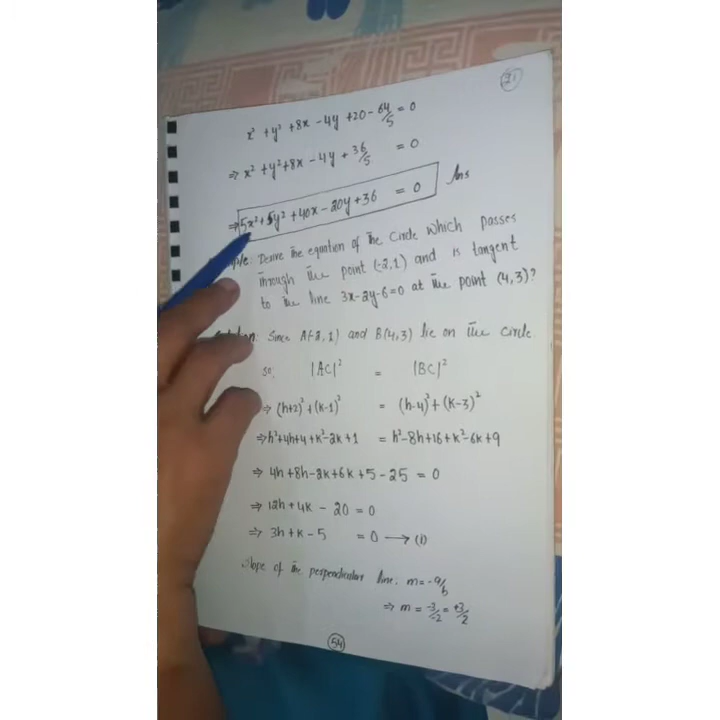 21
x² + y² + 8x - 4y + 20 - 64/5 = 0
⇒ x² + y² + 8x - 4y + 36/5 = 0
⇒ 5x² + 5y² + 40x - 20y + 36 = 0 Ans
Derive the equation of the Circle which passes
through the point (-2,1) and is tangent
to the line 3x-2y-6=0 at the point (4,3)?
Since A(-2,1) and B(4,3) lie on the circle
so, |AC|² = |BC|²
⇒ (h+2)² + (k-1)² = (h-4)² + (k-3)²
⇒ h²+4h+4+k²-2k+1 = h²-8h+16+k²-6k+9
⇒ 4h+8h-2k+6k+5-25 = 0
⇒ 12h+4k-20 = 0
⇒ 3h+k-5 = 0 → (i)
Slope of the perpendicular line, m = -a/b
⇒ m = -3/-2 = +3/2
54